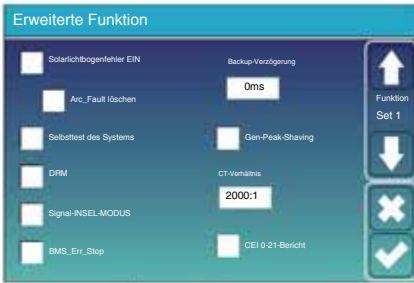 Erweiterte Funktion
Solarlichtbogenfehler EIN
Backup-Verzögerung
0ms
Arc_Fault löschen
Funktion
Set 1
Selbsttest des Systems
Gen-Peak-Shaving
DRM
CT-Verhältnis
2000:1
Signal-INSEL-MODUS
BMS_Err_Stop
CEI 0-21-Bericht